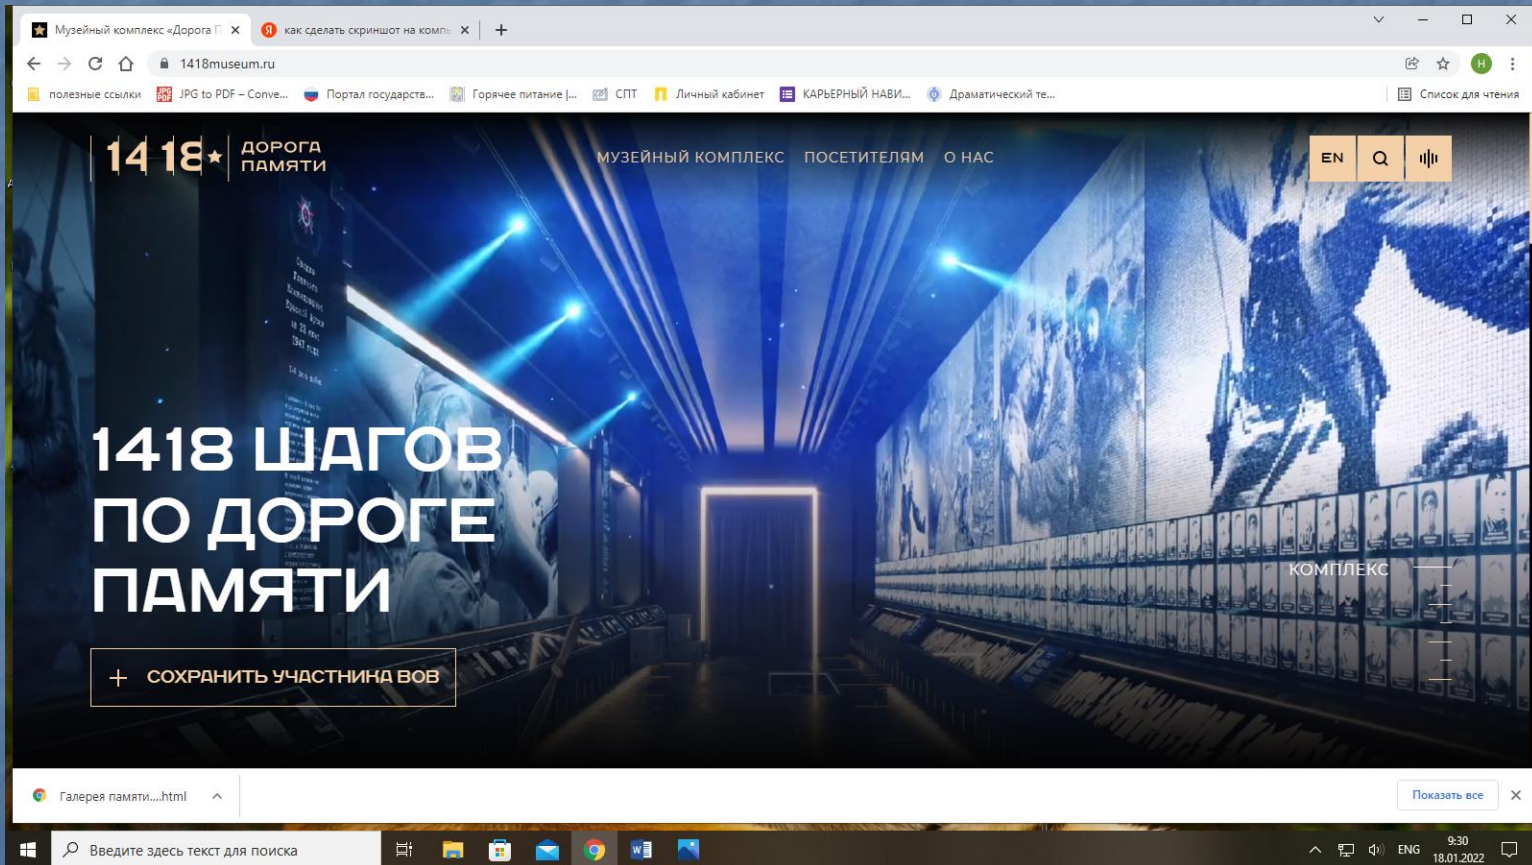 Музейный комплекс «Дорога П
как сделать скриншот на компь
1418museum.ru
Н
полезные ссылки
JPG to PDF – Conve...
Портал государств...
Горячее питание |...
СПТ
Личный кабинет
КАРЬЕРНЫЙ НАВИ...
Драматический те...
Список для чтения
1418
ДОРОГА
ПАМЯТИ
МУЗЕЙНЫЙ КОМПЛЕКС
ПОСЕТИТЕЛЯМ
О НАС
EN
1418 ШАГОВ
ПО ДОРОГЕ
ПАМЯТИ
КОМПЛЕКС
+ СОХРАНИТЬ УЧАСТНИКА ВОВ
Галерея памяти....html
Показать все
Введите здесь текст для поиска
ENG
9:30
18.01.2022